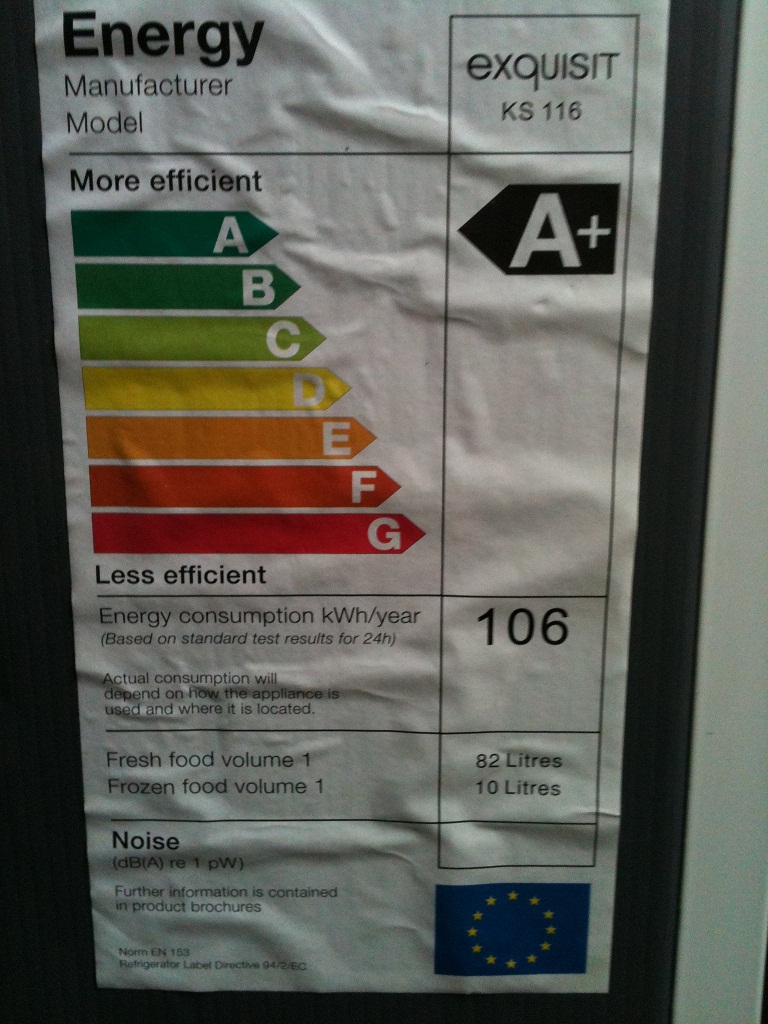 Energy
Manufacturer
Model
exquisit
KS 116
More efficient
A
B
C
D
E
F
G
A+
Less efficient
Energy consumption kWh/year
(Based on standard test results for 24h)
106
Actual consumption will
depend on how the appliance is
used and where it is located.
Fresh food volume 1
82 Litres
Frozen food volume 1
10 Litres
Noise
(dB(A) re 1 pW)
Further information is contained
in product brochures
Norm EN 153
Refrigerator Label Directive 94/2/EC